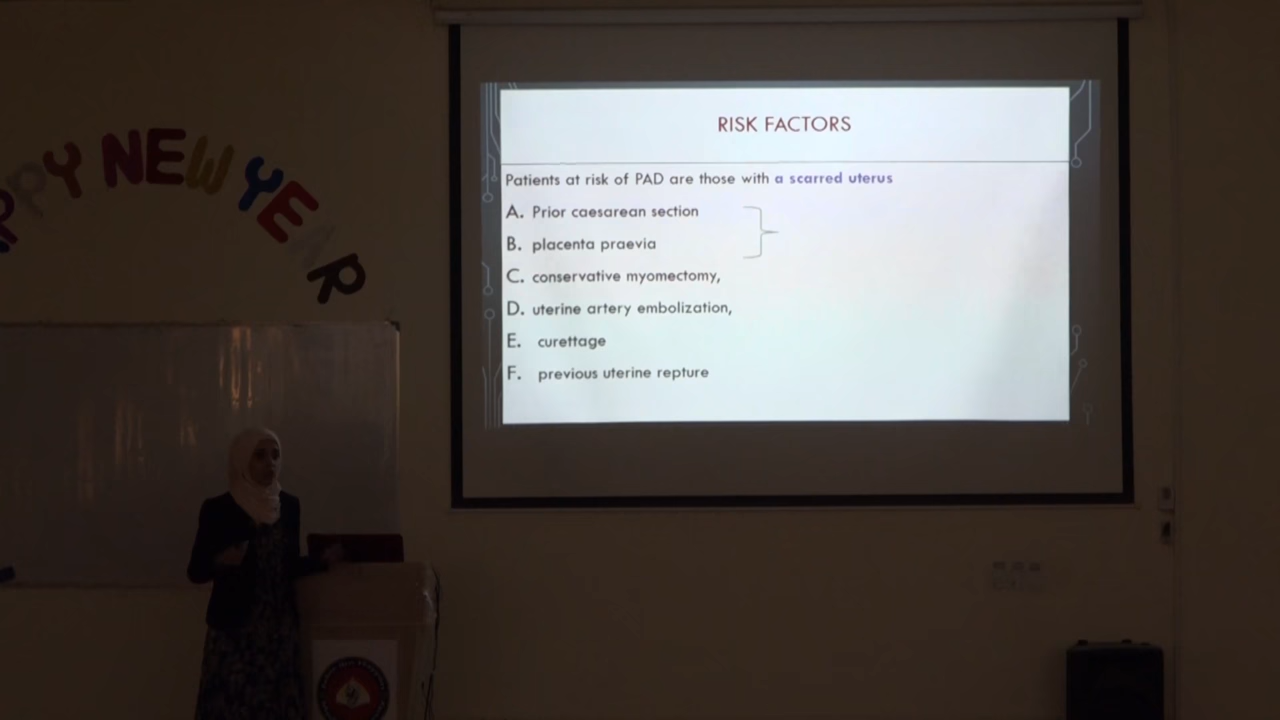 PPY NEW YEAR
RISK FACTORS
Patients at risk of PAD are those with a scarred uterus
A. Prior caesarean section
B. placenta praevia
C. conservative myomectomy,
D. uterine artery embolization,
E. curettage
F. previous uterine repture